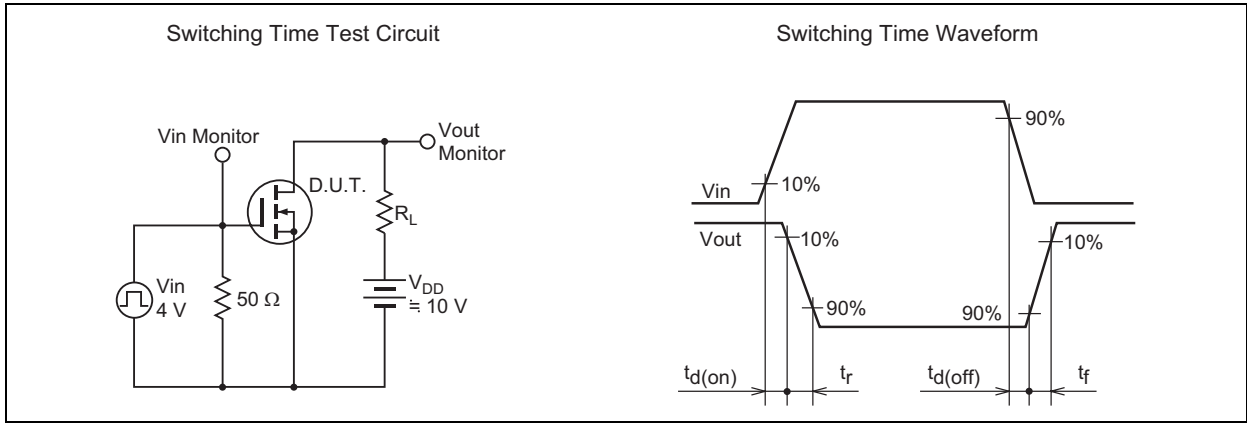 Switching Time Test Circuit
Vin Monitor
Vout
Monitor
D.U.T.
RL
Vin
4 V
50 Ω
VDD
≒ 10 V
Switching Time Waveform
Vin
10%
90%
Vout
10%
90%
90%
10%
td(on)
tr
td(off)
tf